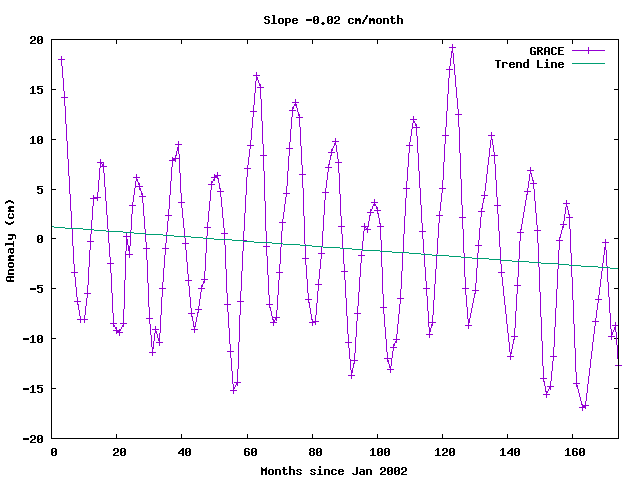 Slope -0.02 cm/month
GRACE
Trend Line
20
15
10
5
0
-5
-10
-15
-20
Anomaly (cm)
0 20 40 60 80 100 120 140 160
Months since Jan 2002